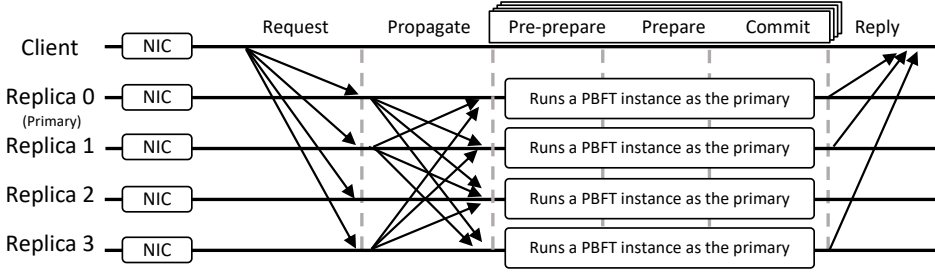 Request Propagate Pre-prepare Prepare Commit Reply
Client NIC
Replica 0 NIC Runs a PBFT instance as the primary
(Primary)
Replica 1 NIC Runs a PBFT instance as the primary
Replica 2 NIC Runs a PBFT instance as the primary
Replica 3 NIC Runs a PBFT instance as the primary